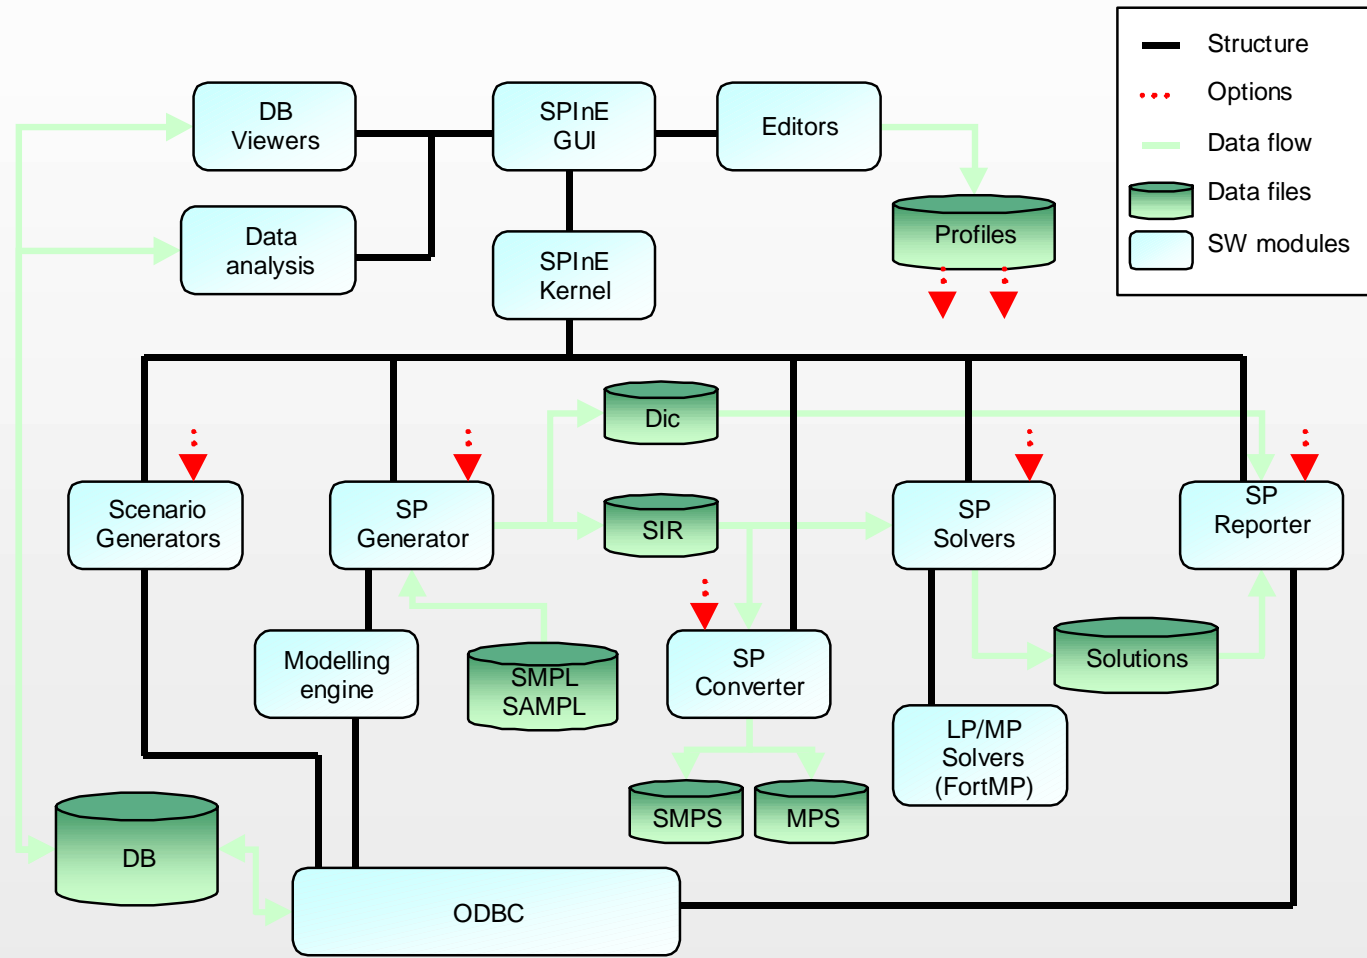 Structure
Options
Data flow
Data files
SW modules
DB
Viewers
SPInE
GUI
Editors
Data
analysis
SPInE
Kernel
Profiles
Dic
Scenario
Generators
SP
Generator
SIR
SP
Solvers
SP
Reporter
Modelling
engine
SMPL
SAMPL
SP
Converter
Solutions
LP/MP
Solvers
(FortMP)
SMPS
MPS
DB
ODBC